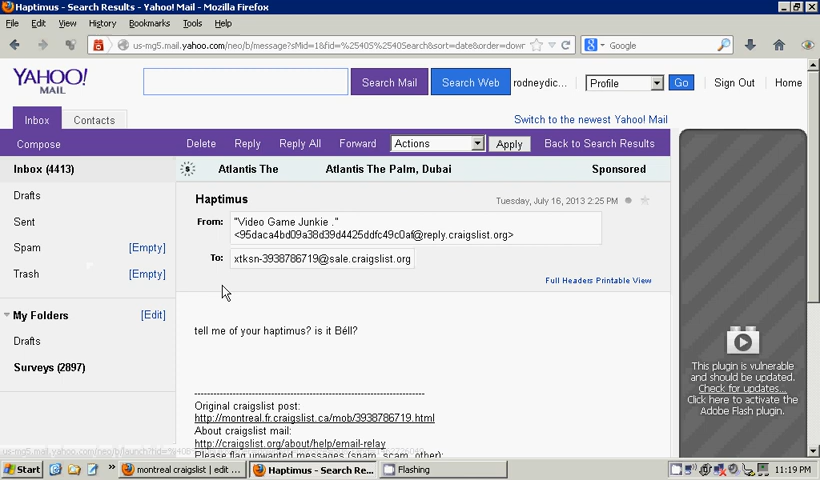 Haptimus - Search Results - Yahoo! Mail - Mozilla Firefox
File Edit View History Bookmarks Tools Help
us-mg5.mail.yahoo.com/neo/b/message?sMid=1&fid=%2540S%2540Search&sort=date&order=down Google
YAHOO! MAIL Search Mail Search Web rodneydic... Profile Go Sign Out Home
Inbox Contacts Switch to the newest Yahoo! Mail
Compose Delete Reply Reply All Forward Actions Apply Back to Search Results
Inbox (4413) Atlantis The Atlantis The Palm, Dubai Sponsored
Drafts Haptimus Tuesday, July 16, 2013 2:25 PM
Sent From: "Video Game Junkie ."
<95daca4bd09a38d39d4425ddfc49c0af@reply.craigslist.org>
Spam [Empty]
To: xtksn-3938786719@sale.craigslist.org
Trash [Empty]
Full Headers Printable View
My Folders [Edit]
tell me of your haptimus? is it Béll?
Drafts
Surveys (2897)
This plugin is vulnerable
and should be updated.
Check for updates...
Click here to activate the
Adobe Flash plugin.
Original craigslist post:
http://montreal.fr.craigslist.ca/mob/3938786719.html
About craigslist mail:
http://craigslist.org/about/help/email-relay
Please flag unwanted messages (spam, scam, other):
Start montreal craigslist | edit ... Haptimus - Search Re... Flashing 11:19 PM